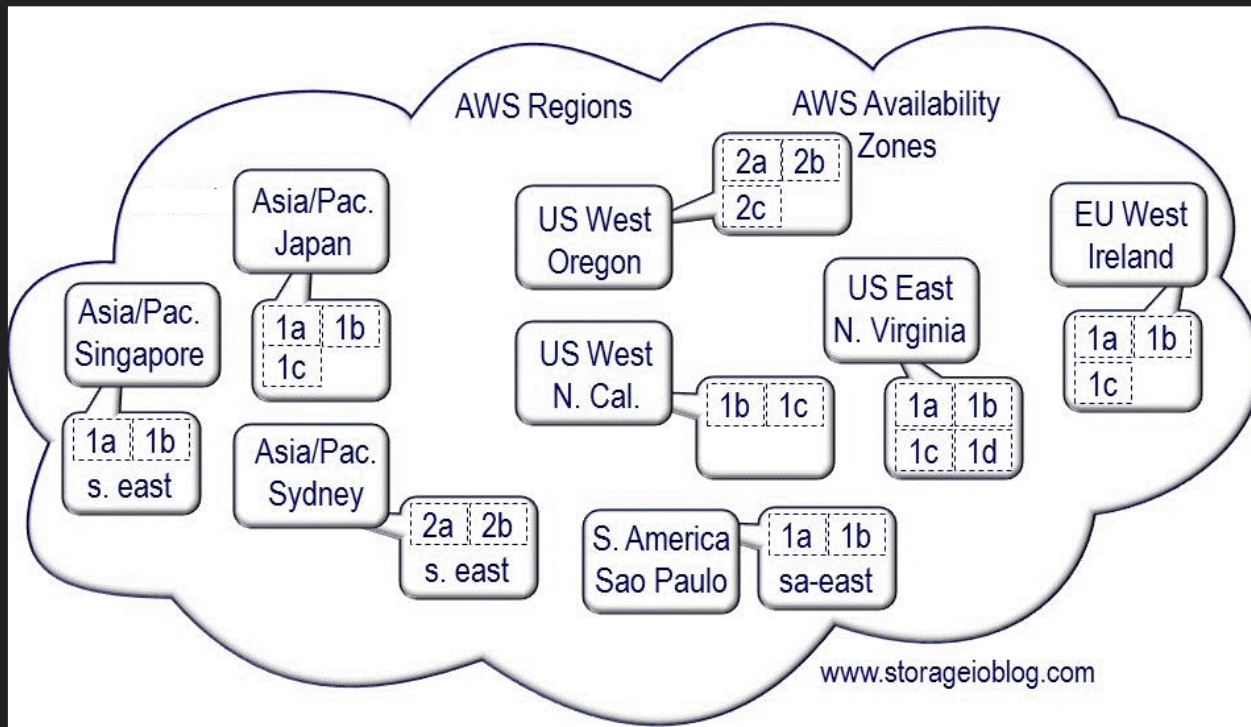 AWS Regions
AWS Availability
Zones
Asia/Pac.
Singapore
1a 1b
s. east
Asia/Pac.
Japan
1a 1b
1c
Asia/Pac.
Sydney
2a 2b
s. east
US West
Oregon
2a 2b
2c
US West
N. Cal.
1b 1c
S. America
Sao Paulo
1a 1b
sa-east
US East
N. Virginia
1a 1b
1c 1d
EU West
Ireland
1a 1b
1c
www.storageioblog.com